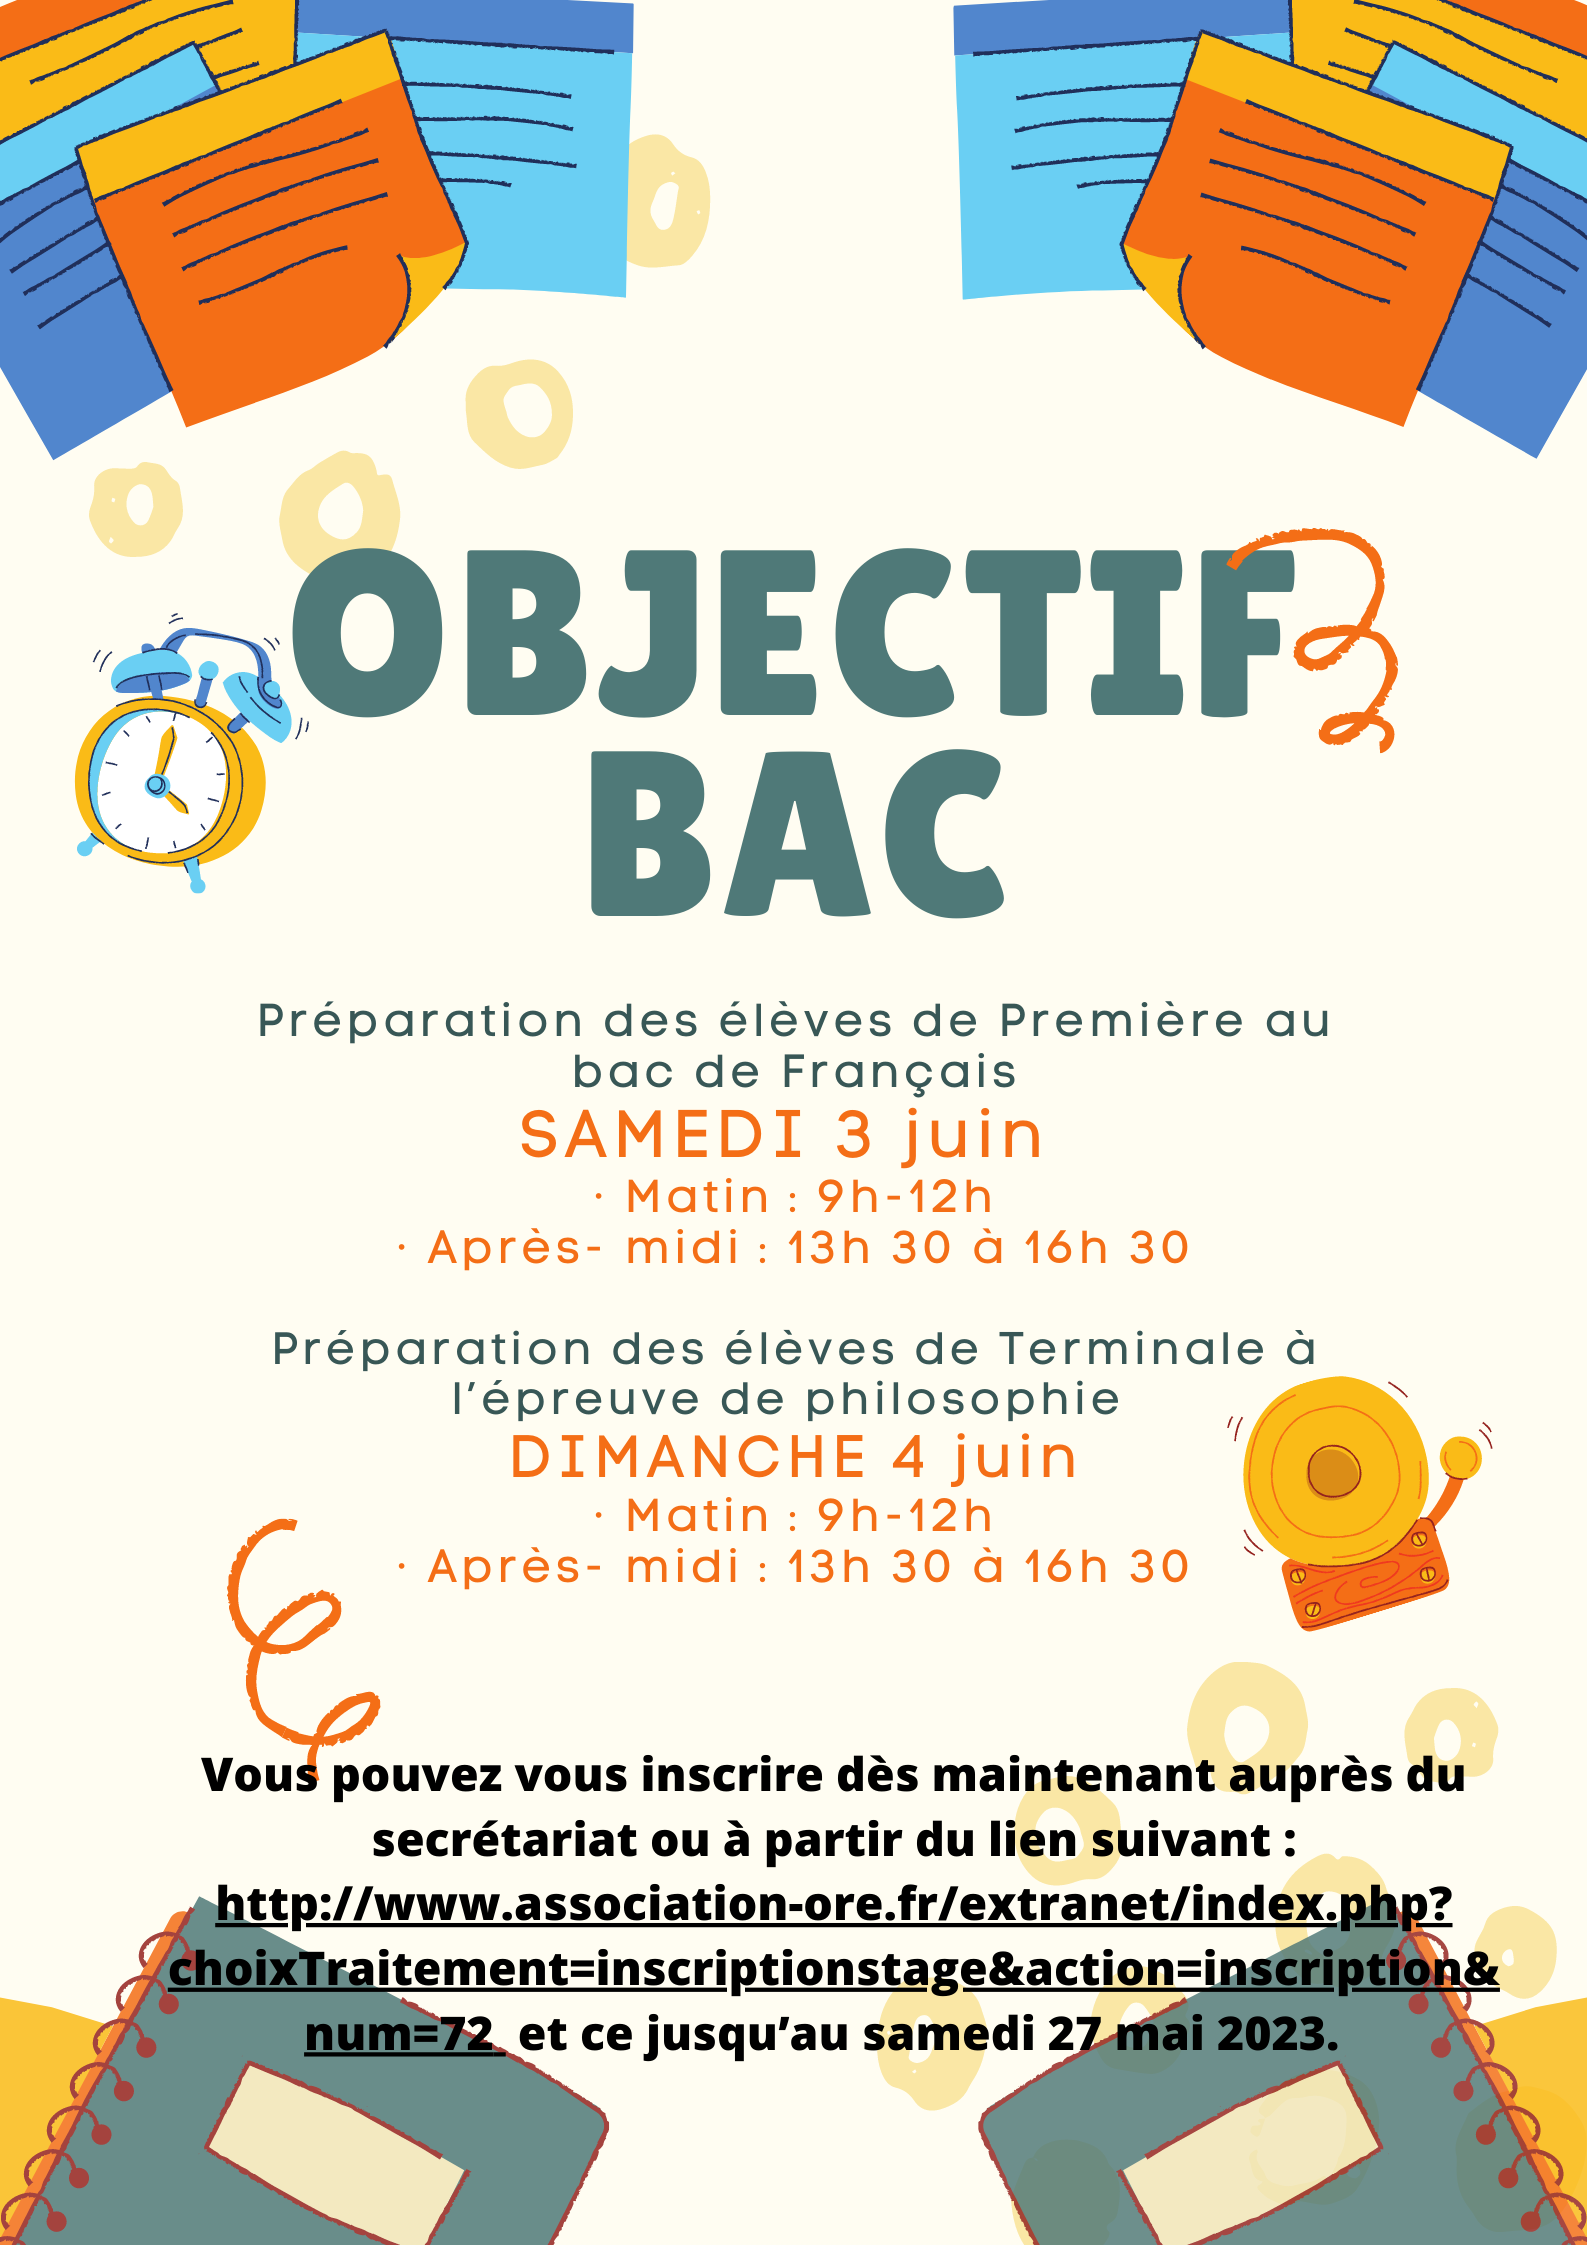 OBJECTIF
BAC
Préparation des élèves de Première au
bac de Français
SAMEDI 3 juin
· Matin : 9h-12h
· Après- midi : 13h 30 à 16h 30
Préparation des élèves de Terminale à
l'épreuve de philosophie
DIMANCHE 4 juin
· Matin : 9h-12h
· Après- midi : 13h 30 à 16h 30
Vous pouvez vous inscrire dès maintenant auprès du
secrétariat ou à partir du lien suivant :
http://www.association-ore.fr/extranet/index.php?
choixTraitement=inscriptionstage&action=inscription&
num=72 et ce jusqu’au samedi 27 mai 2023.